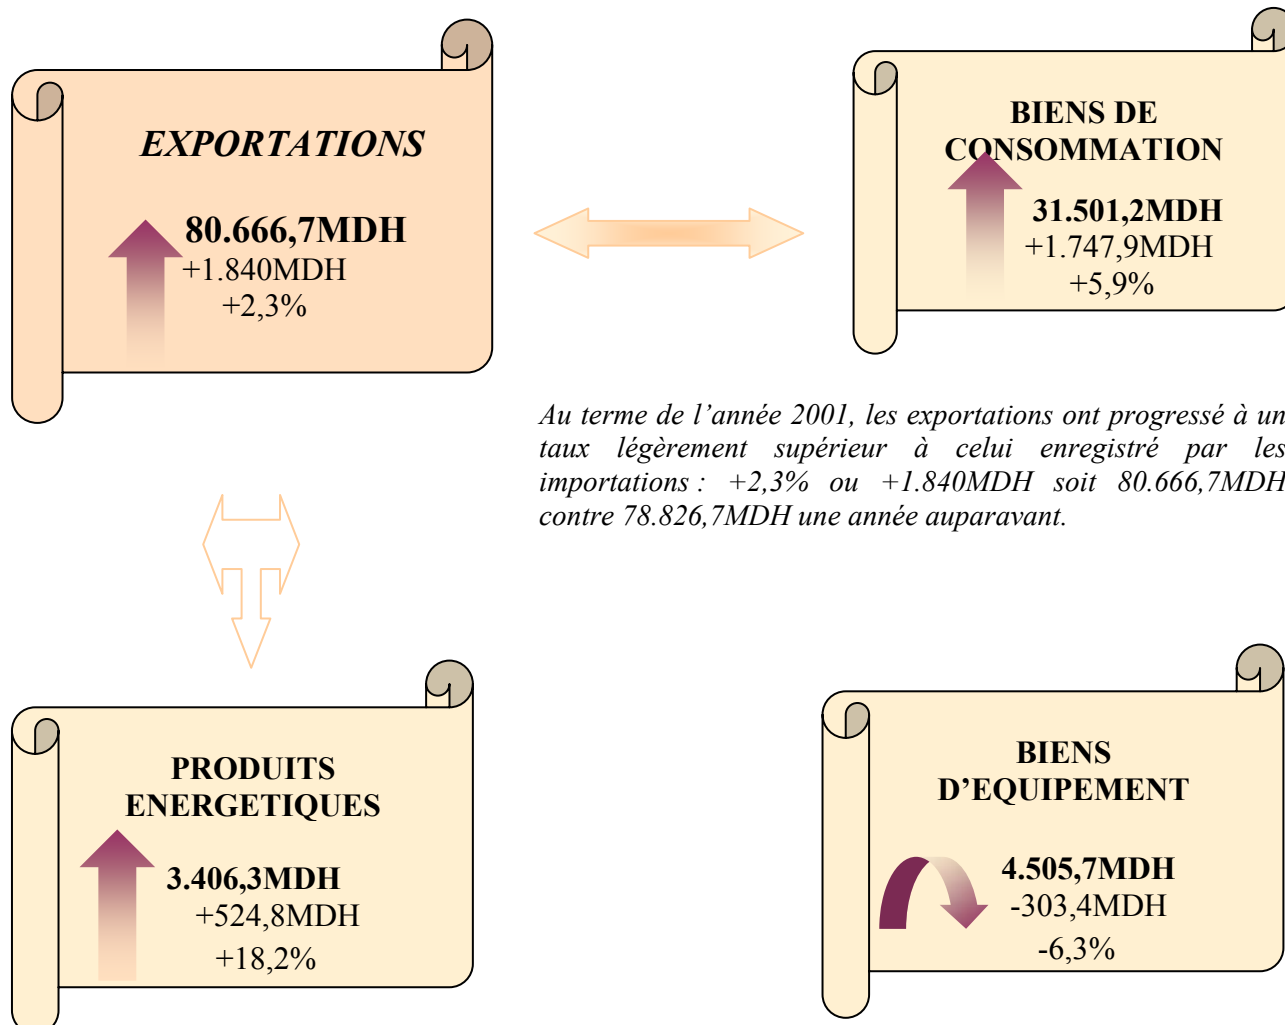 EXPORTATIONS
80.666,7MDH
+1.840MDH
+2,3%
BIENS DE
CONSOMMATION
31.501,2MDH
+1.747,9MDH
+5,9%
Au terme de l’année 2001, les exportations ont progressé à un
taux légèrement supérieur à celui enregistré par les
importations : +2,3% ou +1.840MDH soit 80.666,7MDH
contre 78.826,7MDH une année auparavant.
PRODUITS
ENERGETIQUES
3.406,3MDH
+524,8MDH
+18,2%
BIENS
D’EQUIPEMENT
4.505,7MDH
-303,4MDH
-6,3%